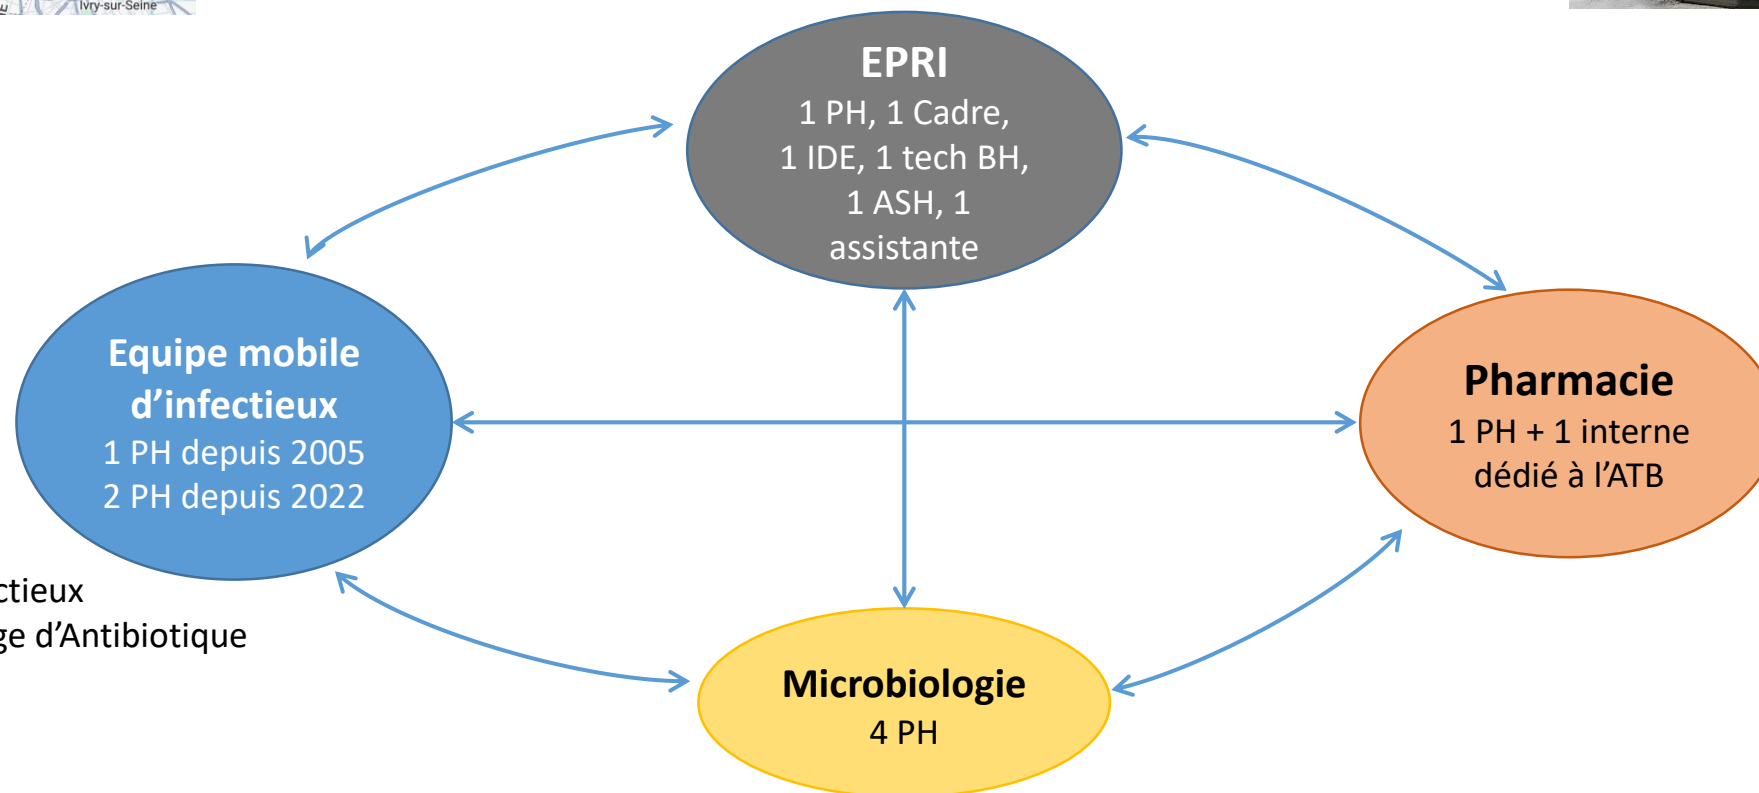 Ivry-sur-Seine
EPRI
1 PH, 1 Cadre,
1 IDE, 1 tech BH,
1 ASH, 1
assistante
Equipe mobile
d’infectieux
1 PH depuis 2005
2 PH depuis 2022
Pharmacie
1 PH + 1 interne
dédié à l’ATB
ctieux
ge d’Antibiotique
Microbiologie
4 PH